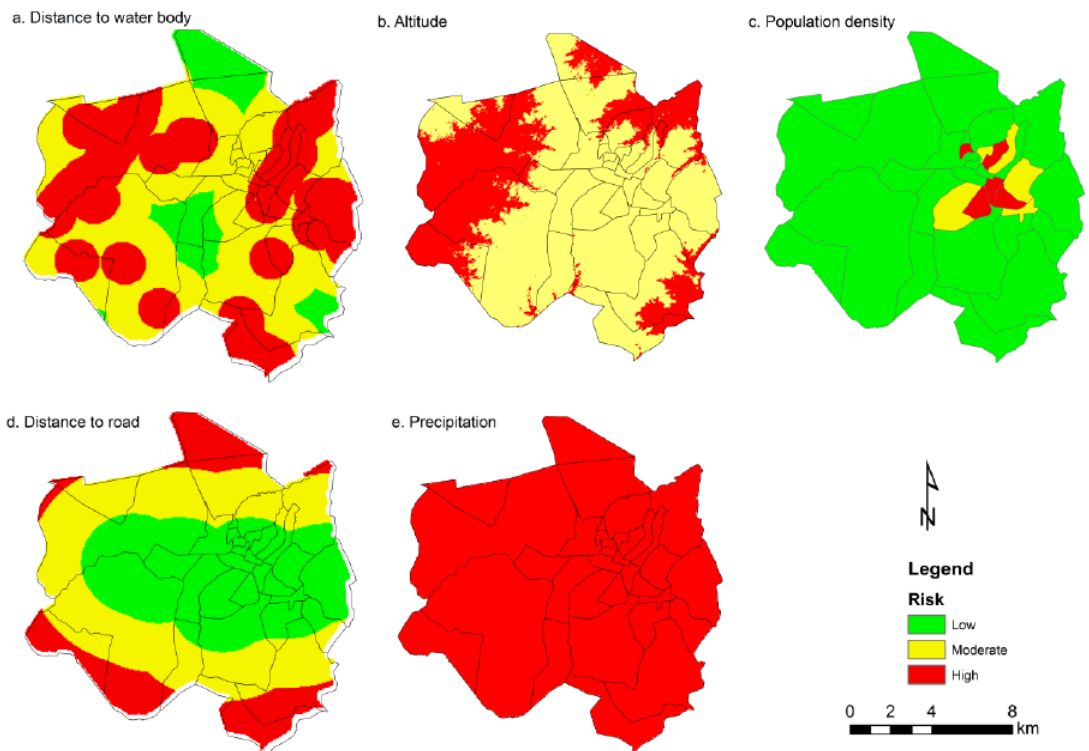 a. Distance to water body
b. Altitude
c. Population density
d. Distance to road
e. Precipitation
N
Legend
Risk
Low
Moderate
High
0 2 4 8
km